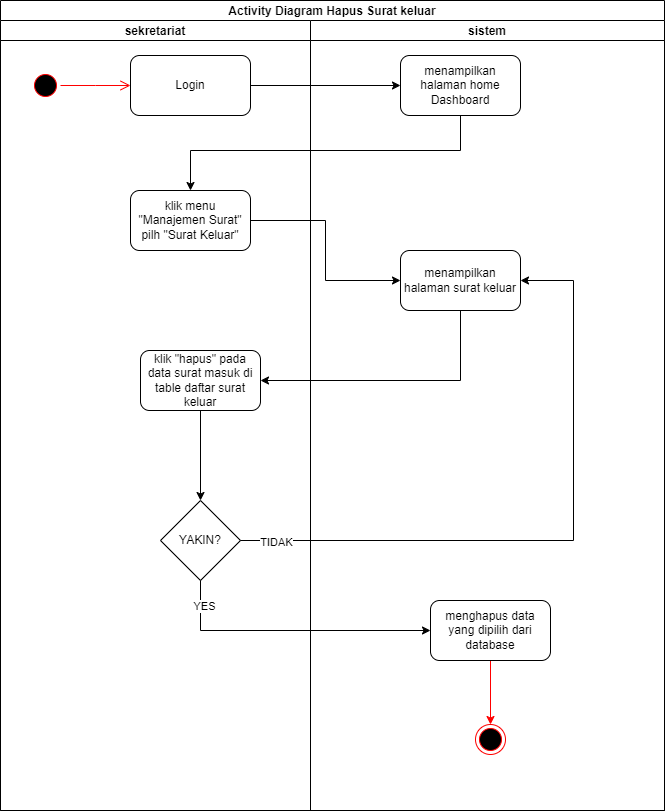 Activity Diagram Hapus Surat keluar
sekretariat
sistem
Login
menampilkan
halaman home
Dashboard
klik menu
"Manajemen Surat"
pilh "Surat Keluar"
menampilkan
halaman surat keluar
klik "hapus" pada
data surat masuk di
table daftar surat
keluar
YAKIN?
TIDAK
YES
menghapus data
yang dipilih dari
database